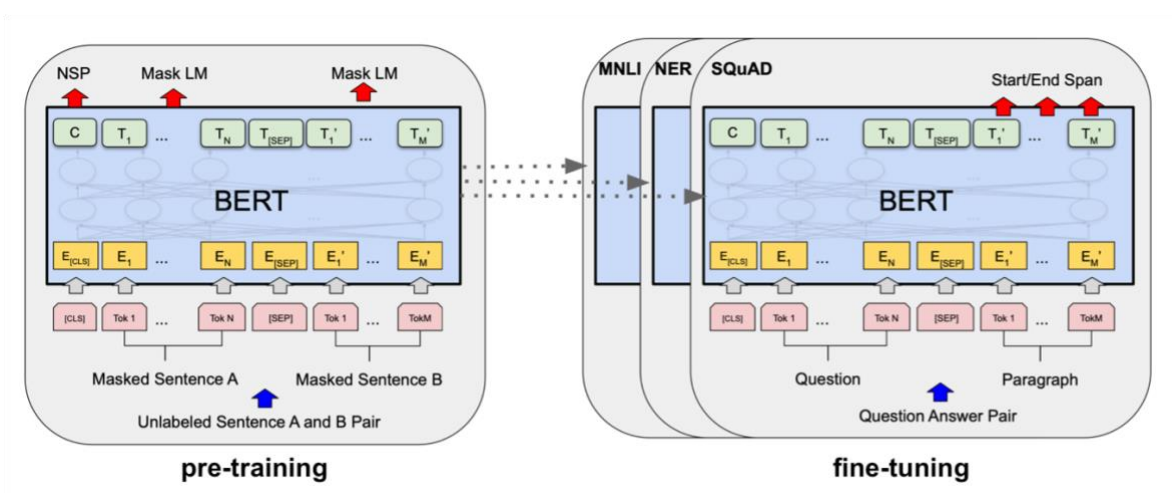 NSP Mask LM Mask LM
C T1 ... TN T[SEP] T1' ... TM'
...
BERT
...
E[CLS] E1 ... EN E[SEP] E1' ... EM'
[CLS] Tok 1 ... Tok N [SEP] Tok 1 ... TokM
Masked Sentence A Masked Sentence B
Unlabeled Sentence A and B Pair
pre-training
MNLI NER SQuAD
Start/End Span
C T1 ... TN T[SEP] T1' ... TM'
...
BERT
...
E[CLS] E1 ... EN E[SEP] E1' ... EM'
[CLS] Tok 1 ... Tok N [SEP] Tok 1 ... TokM
Question Paragraph
Question Answer Pair
fine-tuning